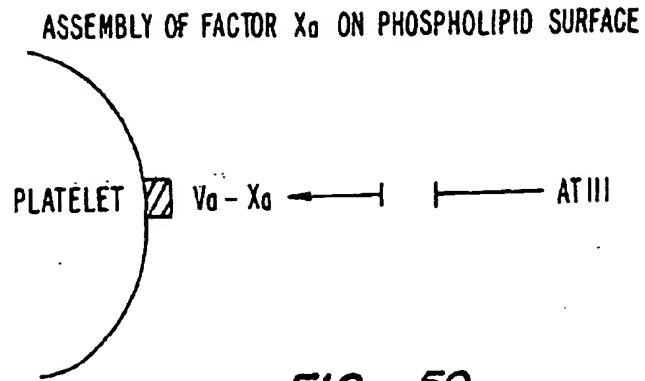 ASSEMBLY OF FACTOR Xa ON PHOSPHOLIPID SURFACE
PLATELET Va - Xa AT III